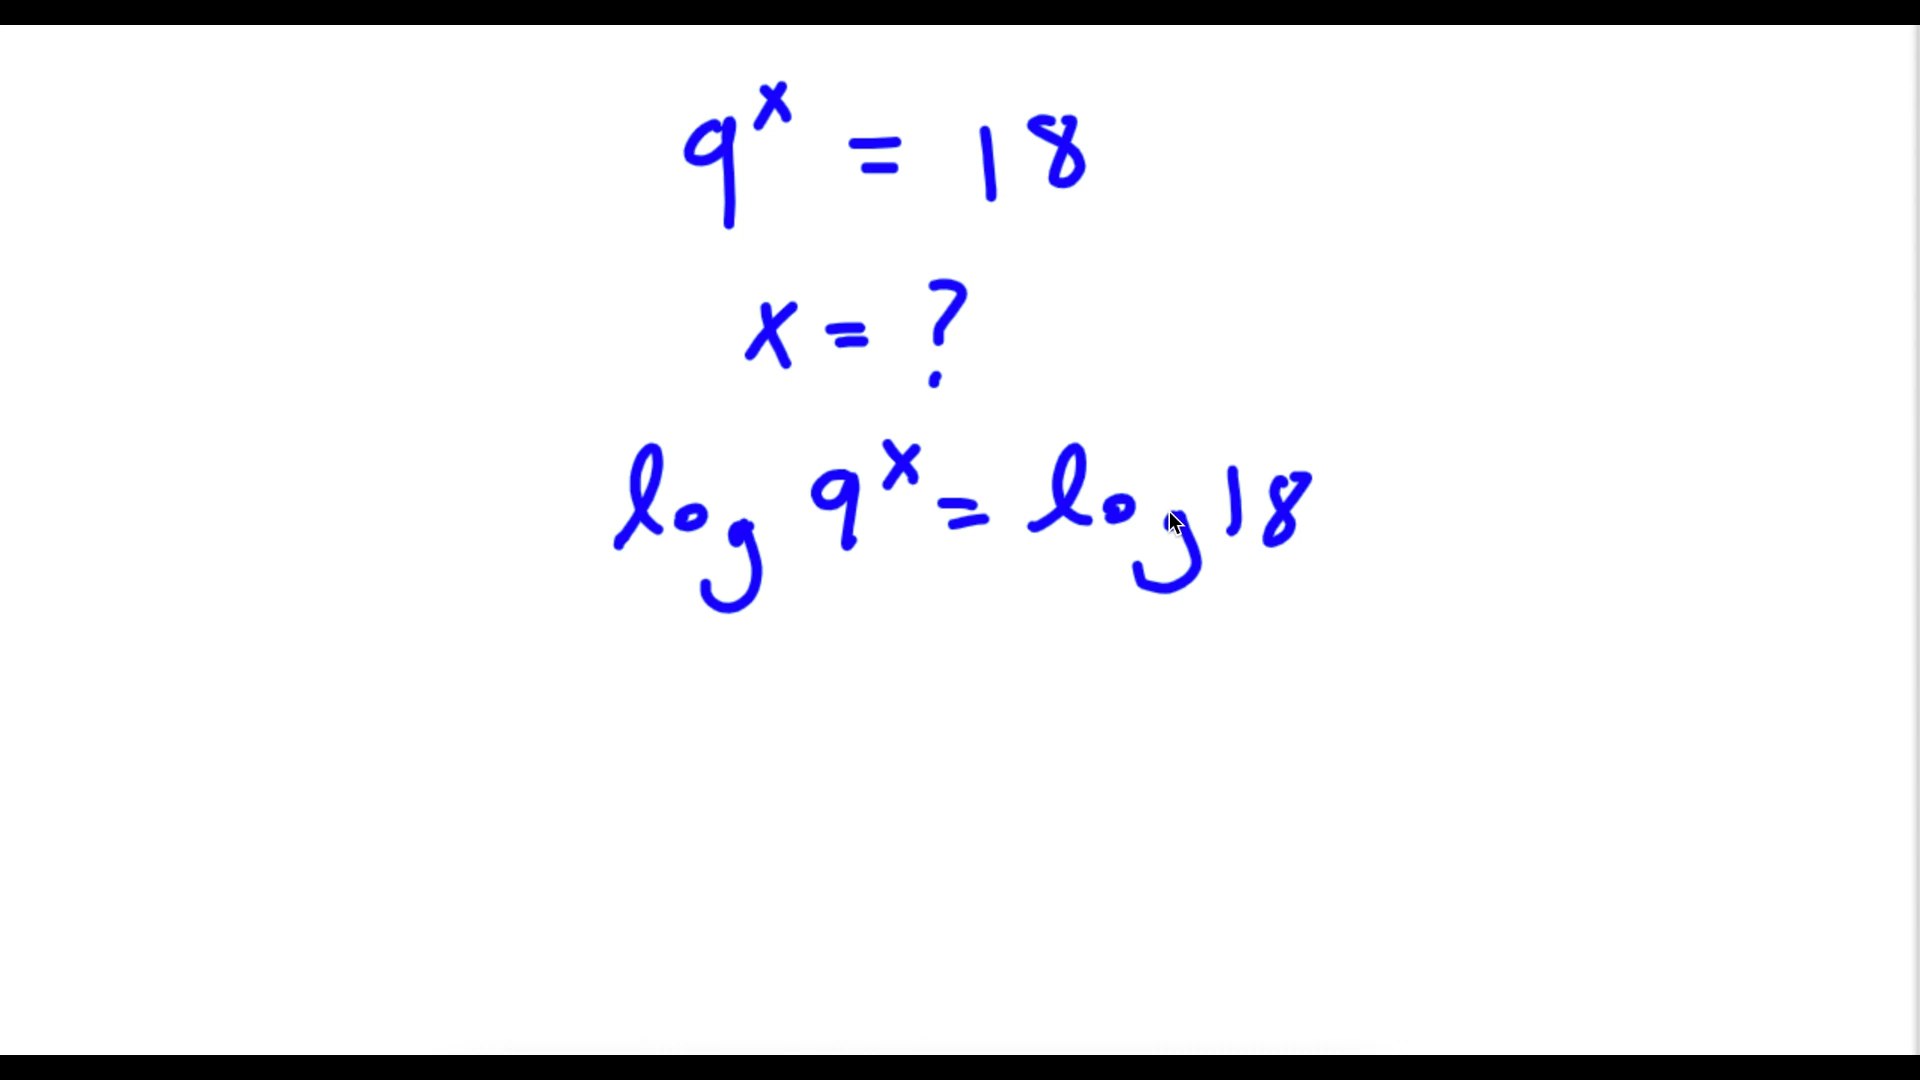 9^x = 18
x = ?
log 9^x = log 18